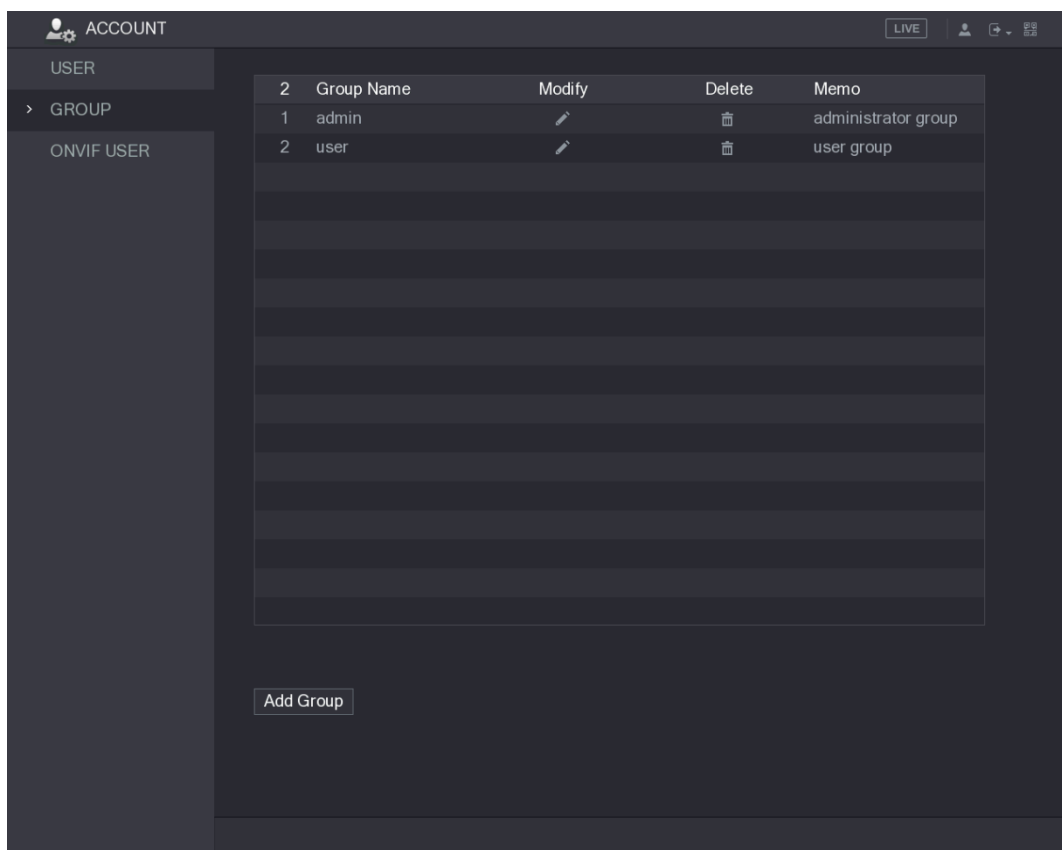 ACCOUNT
LIVE
USER
GROUP
ONVIF USER
2 Group Name Modify Delete Memo
1 admin administrator group
2 user user group
Add Group